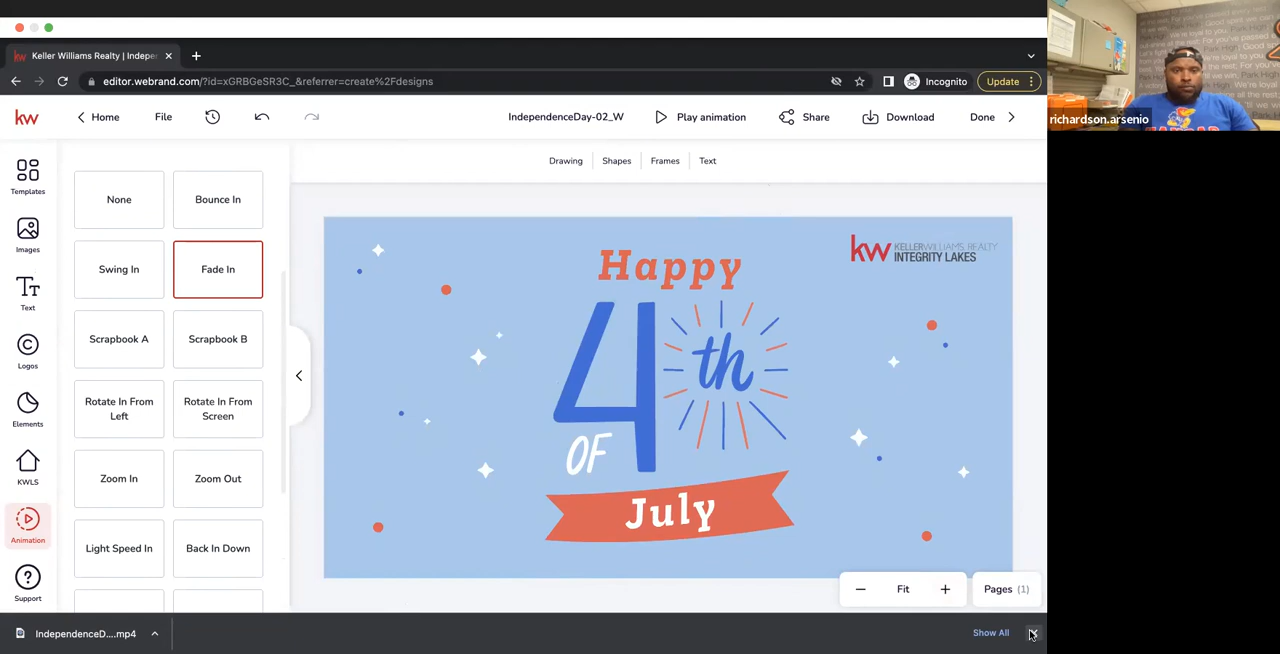 Keller Williams Realty | Indepe
editor.webrand.com/?id=xGRBGeSR3C_&referrer=create%2Fdesigns
Incognito
Update
kw
Home
File
IndependenceDay-02_W
Play animation
Share
Download
Done
Drawing
Shapes
Frames
Text
Templates
Images
Text
Logos
Elements
KWLS
Animation
Support
None
Bounce In
Swing In
Fade In
Scrapbook A
Scrapbook B
Rotate In From
Left
Rotate In From
Screen
Zoom In
Zoom Out
Light Speed In
Back In Down
kw KELLERWILLIAMS. REALTY
INTEGRITY LAKES
Happy
4th
OF
July
Fit
Pages (1)
IndependenceD....mp4
Show All
richardson.arsenio